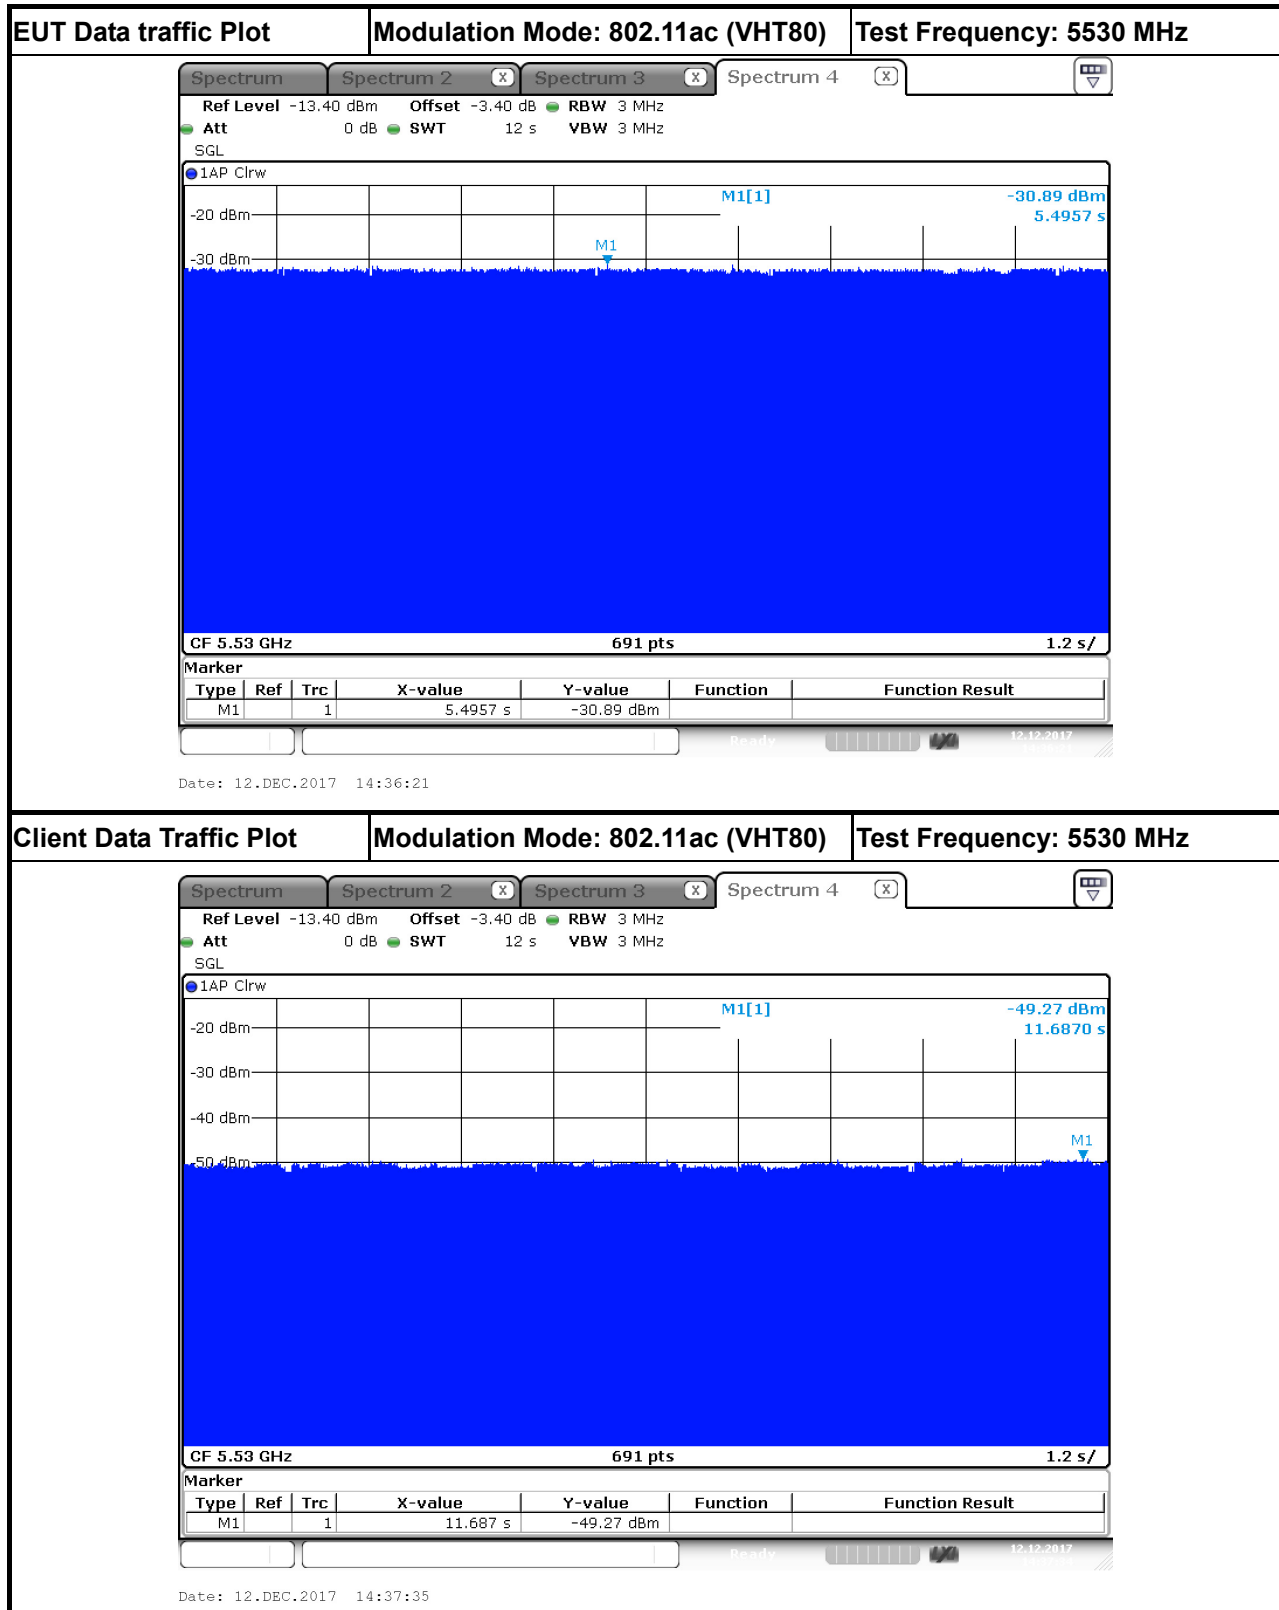 EUT Data traffic Plot Modulation Mode: 802.11ac (VHT80) Test Frequency: 5530 MHz
Spectrum Spectrum 2 X Spectrum 3 X Spectrum 4 X
Ref Level -13.40 dBm Offset -3.40 dB RBW 3 MHz
Att 0 dB SWT 12 s VBW 3 MHz
SGL
1AP Clrw
M1[1] -30.89 dBm
5.4957 s
-20 dBm
M1
-30 dBm
CF 5.53 GHz 691 pts 1.2 s/
Marker
Type Ref Trc X-value Y-value Function Function Result
M1 1 5.4957 s -30.89 dBm
Ready 12.12.2017
Date: 12.DEC.2017 14:36:21
Client Data Traffic Plot Modulation Mode: 802.11ac (VHT80) Test Frequency: 5530 MHz
Spectrum Spectrum 2 X Spectrum 3 X Spectrum 4 X
Ref Level -13.40 dBm Offset -3.40 dB RBW 3 MHz
Att 0 dB SWT 12 s VBW 3 MHz
SGL
1AP Clrw
M1[1] -49.27 dBm
11.6870 s
-20 dBm
-30 dBm
-40 dBm
M1
-50 dBm
CF 5.53 GHz 691 pts 1.2 s/
Marker
Type Ref Trc X-value Y-value Function Function Result
M1 1 11.687 s -49.27 dBm
Ready 12.12.2017
Date: 12.DEC.2017 14:37:35